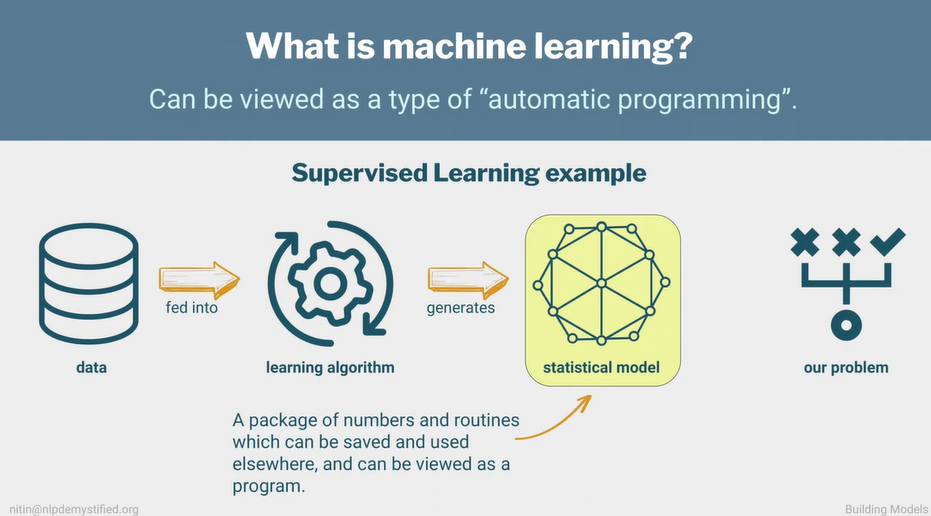 What is machine learning?
Can be viewed as a type of “automatic programming”.
Supervised Learning example
fed into
generates
data
learning algorithm
statistical model
our problem
A package of numbers and routines
which can be saved and used
elsewhere, and can be viewed as a
program.
nitin@nlpdemystified.org
Building Models